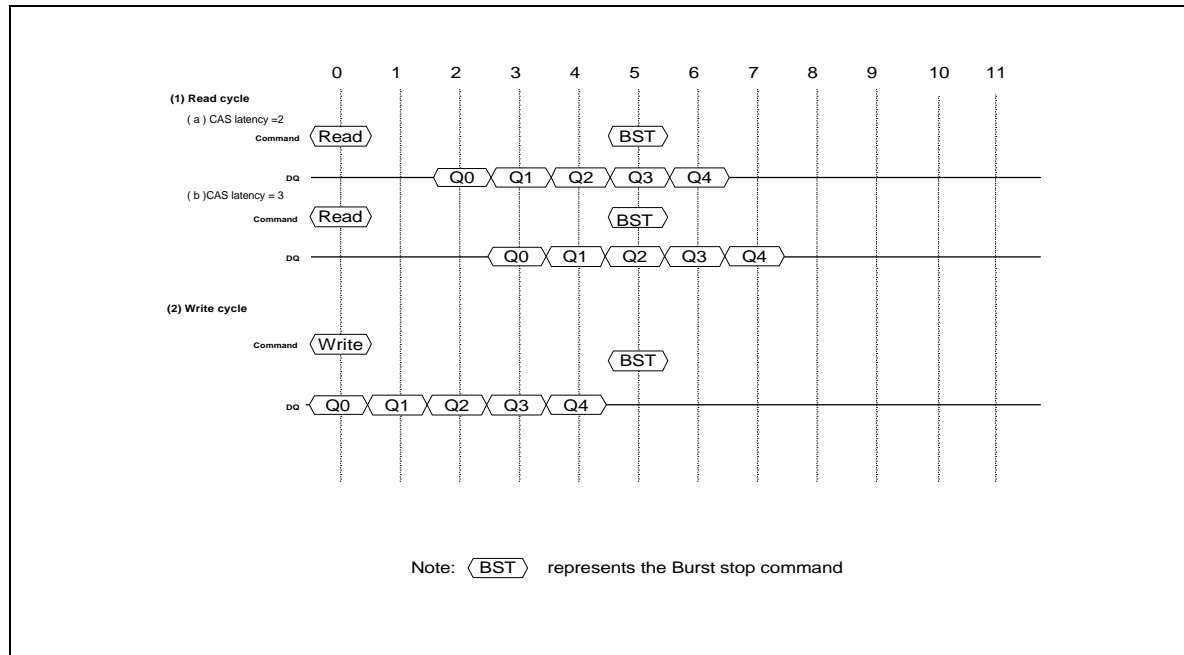 0 1 2 3 4 5 6 7 8 9 10 11
(1) Read cycle
( a ) CAS latency =2
Command Read BST
DQ Q0 Q1 Q2 Q3 Q4
( b )CAS latency = 3
Command Read BST
DQ Q0 Q1 Q2 Q3 Q4
(2) Write cycle
Command Write BST
DQ Q0 Q1 Q2 Q3 Q4
Note: BST represents the Burst stop command